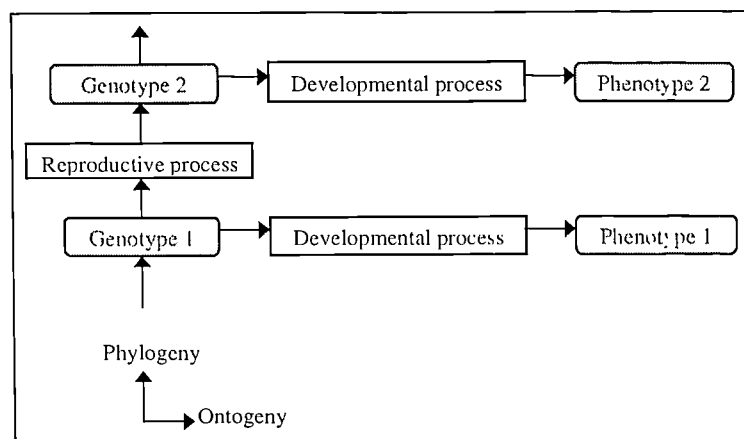 Genotype 2
Developmental process
Phenotype 2
Reproductive process
Genotype 1
Developmental process
Phenotype 1
Phylogeny
Ontogeny